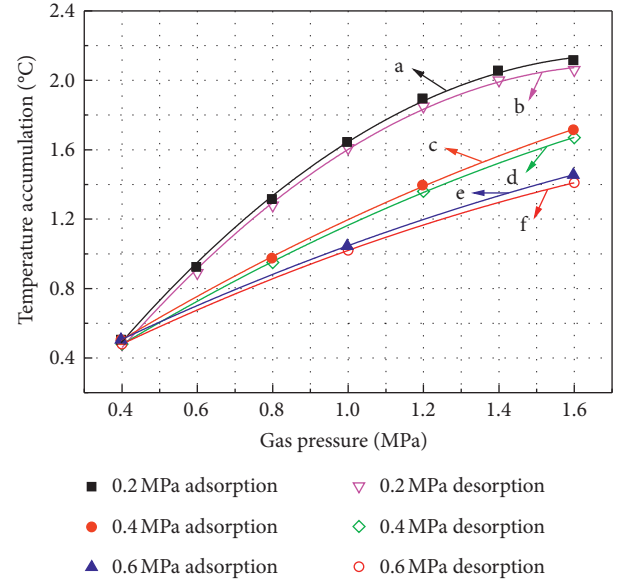 2.4
2.0
1.6
1.2
0.8
0.4
Temperature accumulation (°C)
a
b
c
d
e
f
0.4 0.6 0.8 1.0 1.2 1.4 1.6
Gas pressure (MPa)
0.2 MPa adsorption 0.2 MPa desorption
0.4 MPa adsorption 0.4 MPa desorption
0.6 MPa adsorption 0.6 MPa desorption